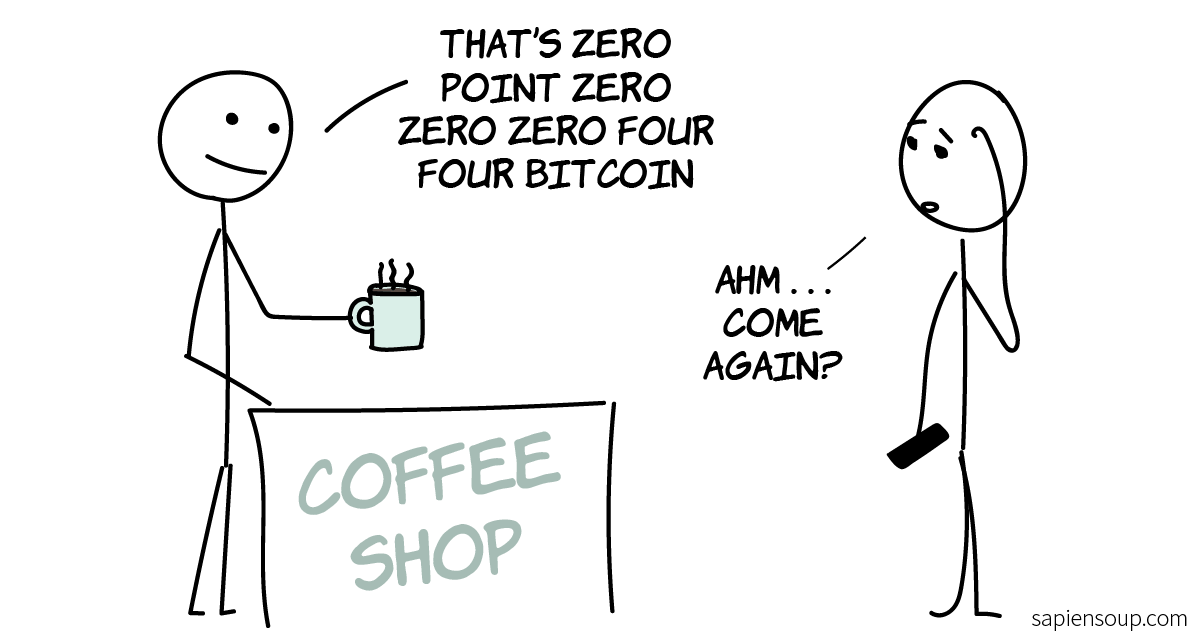 THAT'S ZERO
POINT ZERO
ZERO ZERO FOUR
FOUR BITCOIN
AHM . . .
COME
AGAIN?
COFFEE
SHOP
sapiensoup.com